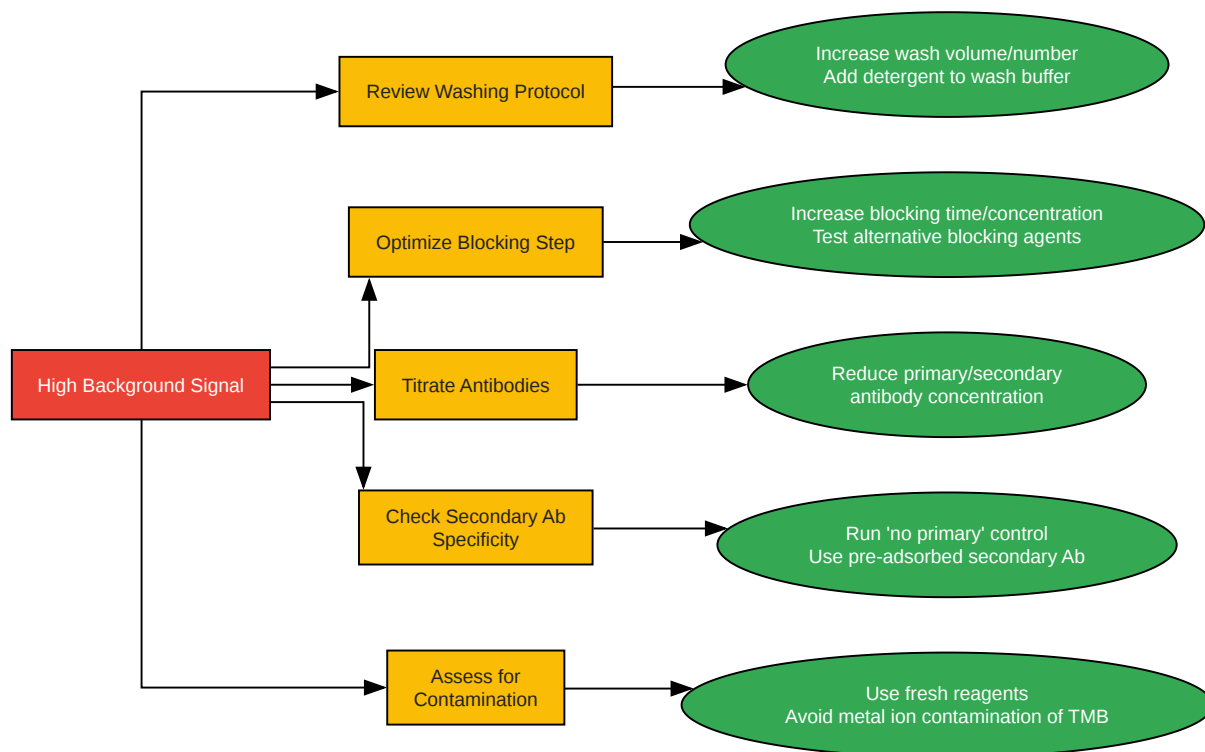 Increase wash volume/number
Add detergent to wash buffer
Review Washing Protocol
Increase blocking time/concentration
Test alternative blocking agents
Optimize Blocking Step
High Background Signal
Titrate Antibodies
Reduce primary/secondary
antibody concentration
Check Secondary Ab
Specificity
Run 'no primary' control
Use pre-adsorbed secondary Ab
Assess for
Contamination
Use fresh reagents
Avoid metal ion contamination of TMB